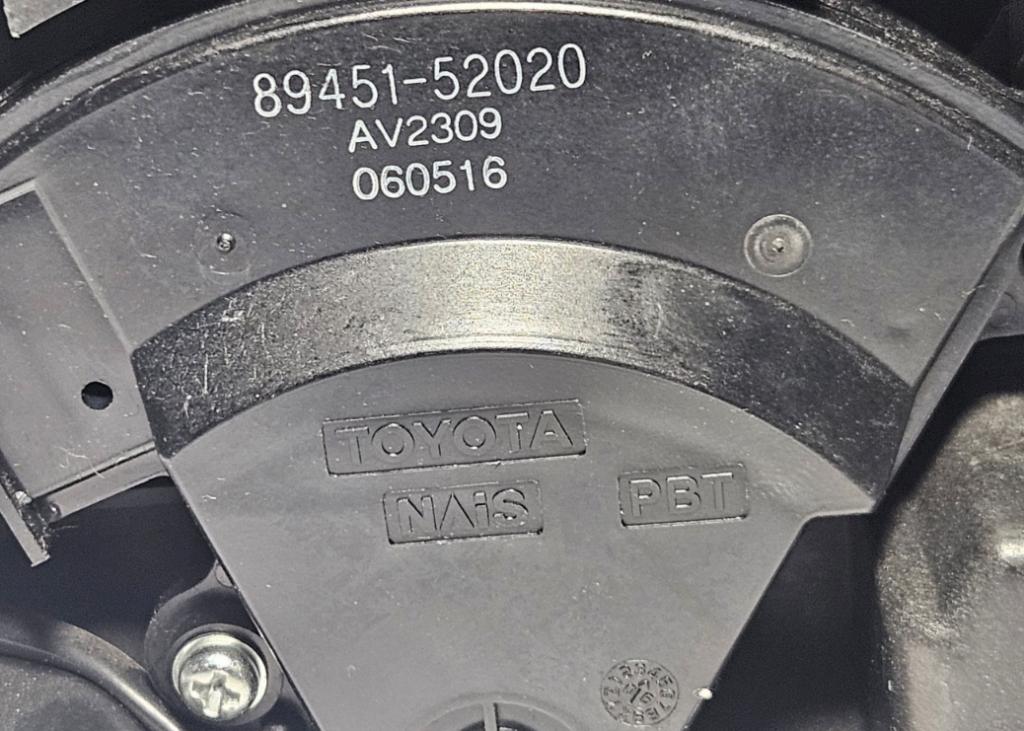 89451-52020
AV2309
060516
TOYOTA
NAiS
PBT